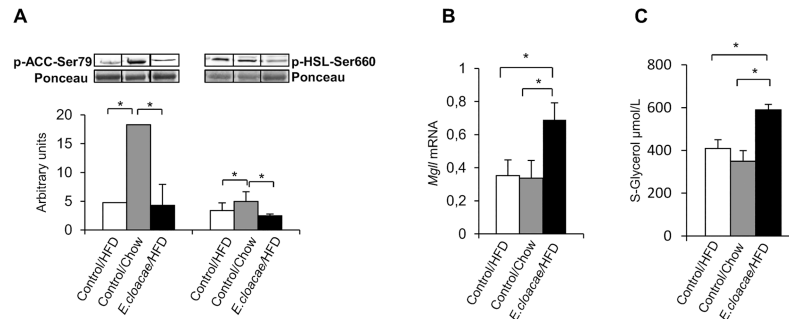 A
p-ACC-Ser79
p-HSL-Ser660
Ponceau
Ponceau
Arbitrary units
20
15
10
5
0
* *
* *
Control/HFD
Control/Chow
E.cloacae/HFD
Control/HFD
Control/Chow
E.cloacae/HFD
B
Mgll mRNA
1
0,8
0,6
0,4
0,2
0
*
*
Control/HFD
Control/Chow
E.cloacae/HFD
C
S-Glycerol µmol/L
800
600
400
200
0
*
*
Control/HFD
Control/Chow
E.cloacae/HFD